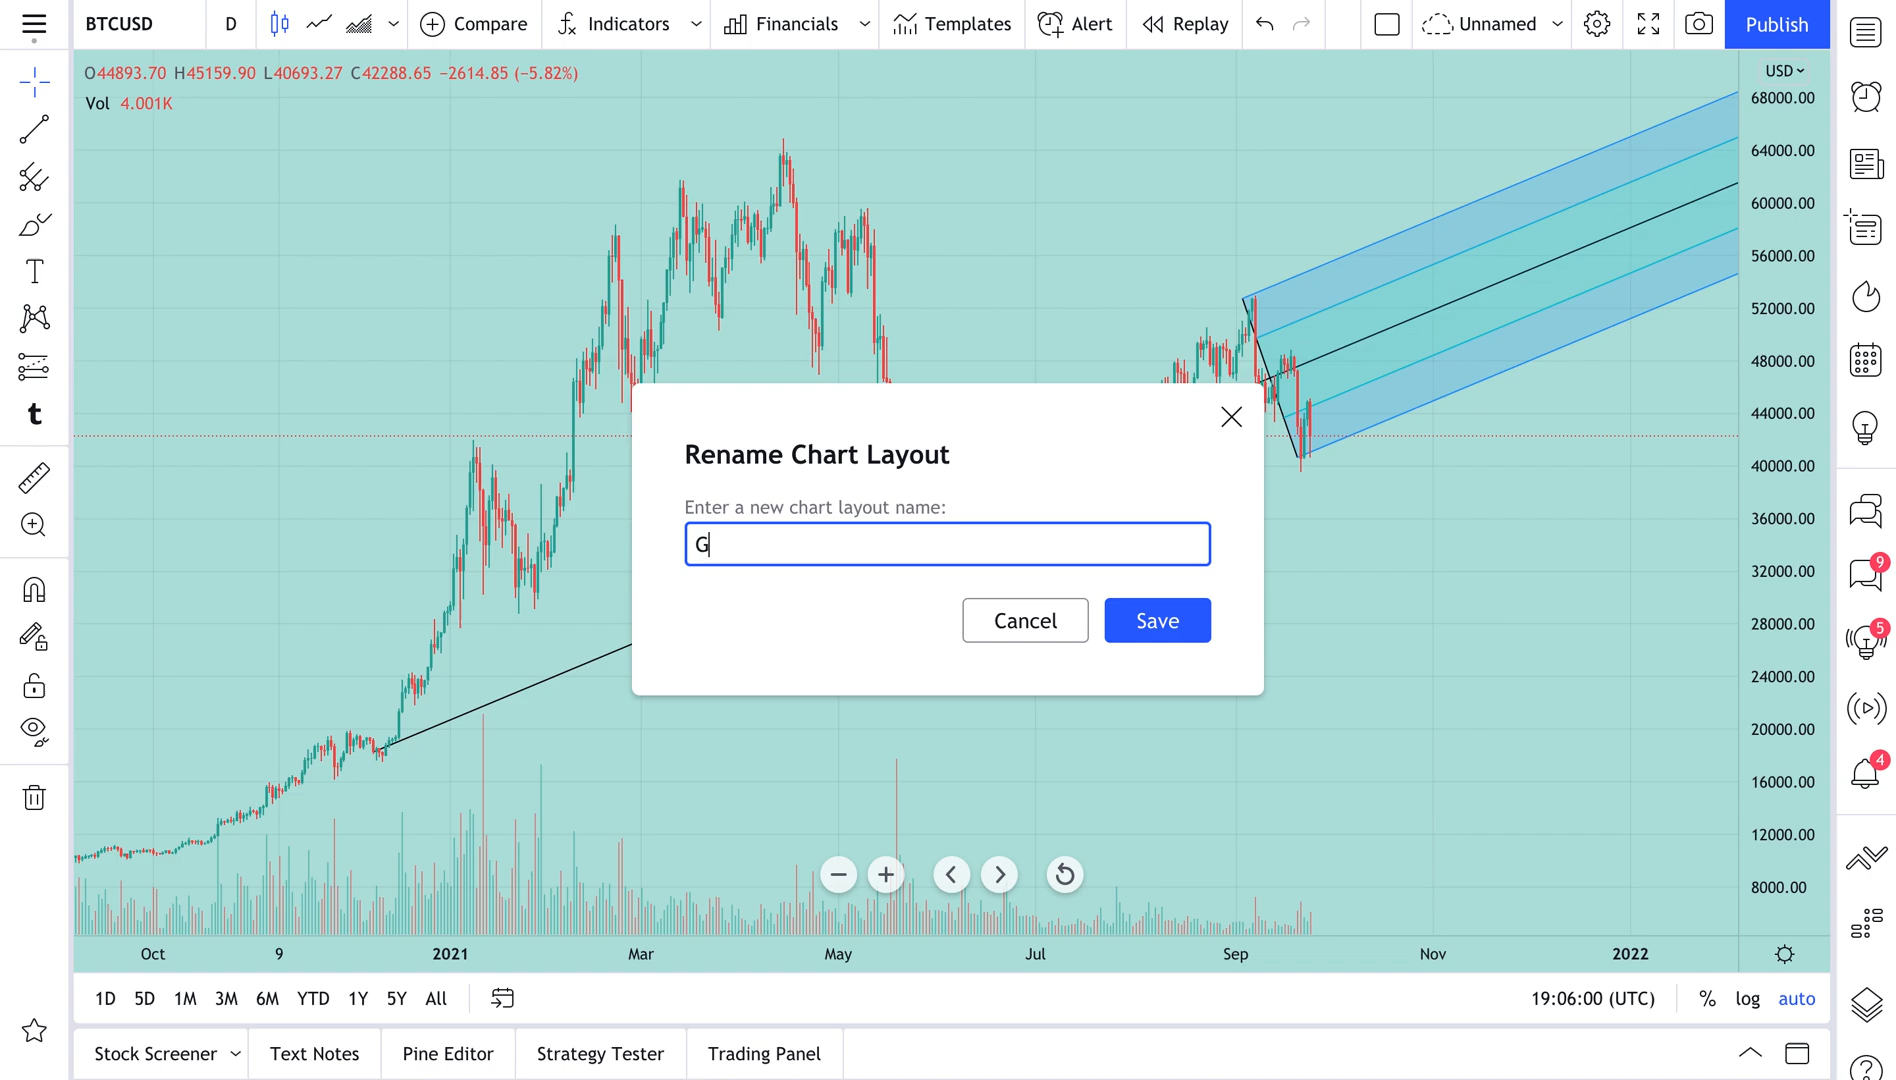 BTCUSD D Compare Indicators Financials Templates Alert Replay Unnamed Publish
O44893.70 H45159.90 L40693.27 C42288.65 −2614.85 (−5.82%)
Vol 4.001K
USD
68000.00
64000.00
60000.00
56000.00
52000.00
48000.00
44000.00
40000.00
36000.00
32000.00
28000.00
24000.00
20000.00
16000.00
12000.00
8000.00
Rename Chart Layout
Enter a new chart layout name:
G
Cancel Save
9
5
4
Oct 9 2021 Mar May Jul Sep Nov 2022
1D 5D 1M 3M 6M YTD 1Y 5Y All 19:06:00 (UTC) % log auto
Stock Screener Text Notes Pine Editor Strategy Tester Trading Panel